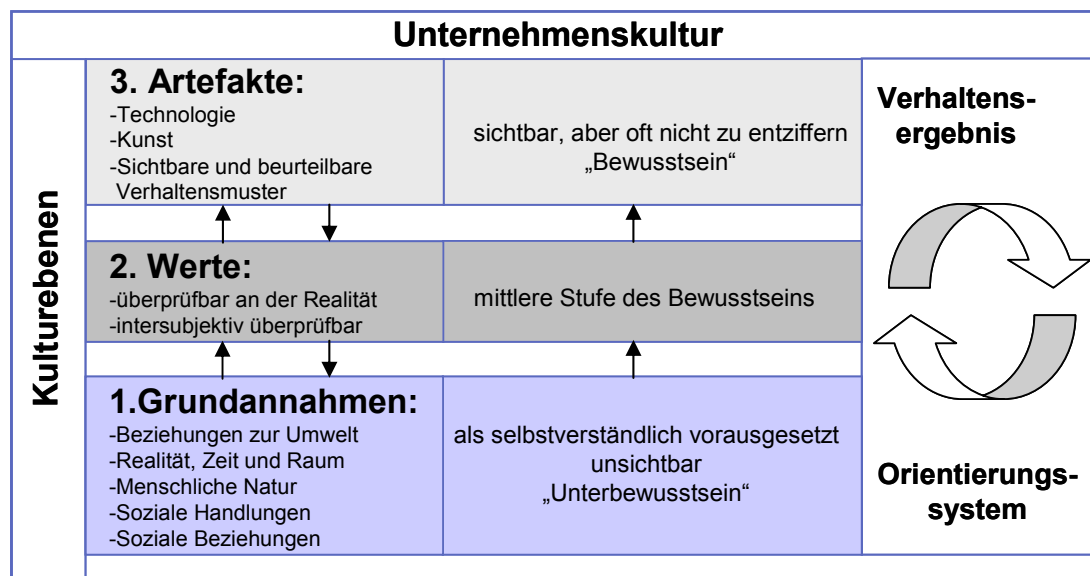 Unternehmenskultur
Kulturebenen
3. Artefakte:
-Technologie
-Kunst
-Sichtbare und beurteilbare
Verhaltensmuster
sichtbar, aber oft nicht zu entziffern
„Bewusstsein“
Verhaltens-
ergebnis
2. Werte:
-überprüfbar an der Realität
-intersubjektiv überprüfbar
mittlere Stufe des Bewusstseins
1.Grundannahmen:
-Beziehungen zur Umwelt
-Realität, Zeit und Raum
-Menschliche Natur
-Soziale Handlungen
-Soziale Beziehungen
als selbstverständlich vorausgesetzt
unsichtbar
„Unterbewusstsein“
Orientierungs-
system